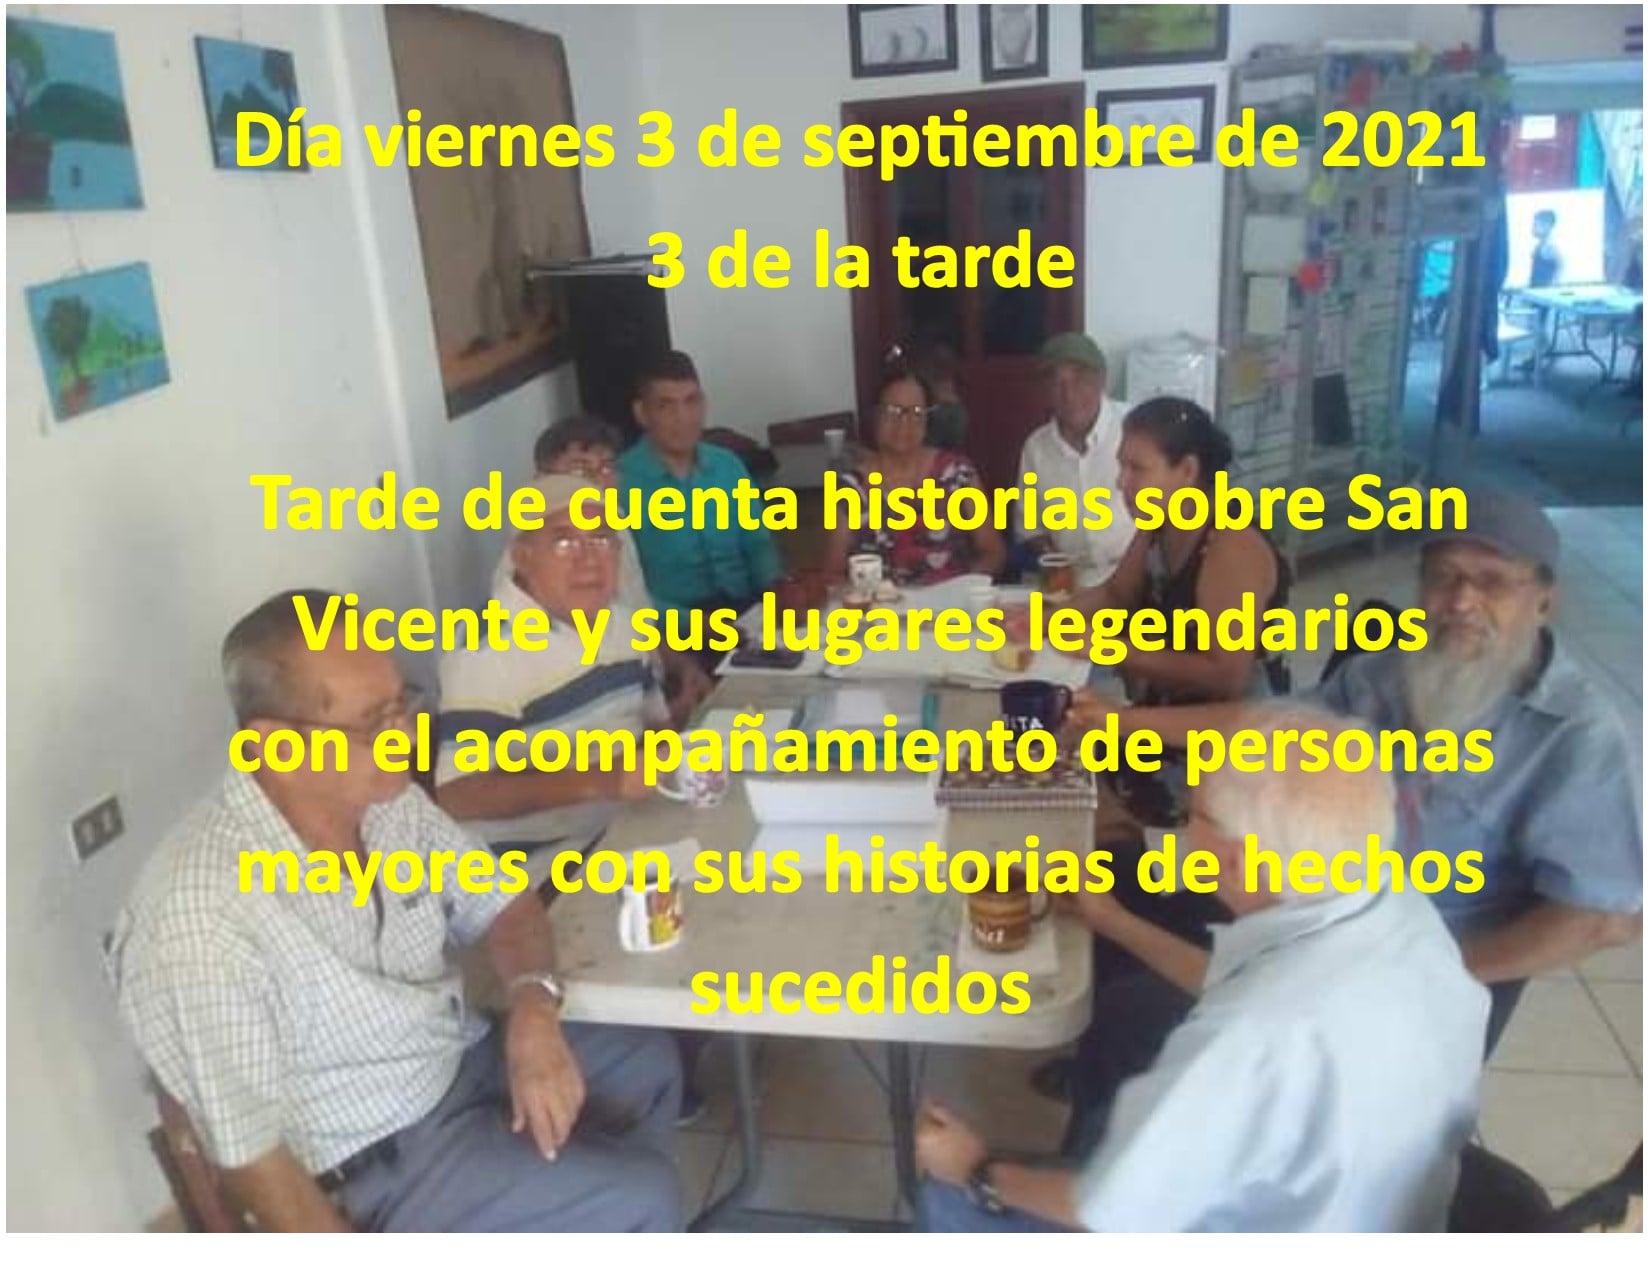 Día viernes 3 de septiembre de 2021
3 de la tarde
Tarde de cuenta historias sobre San
Vicente y sus lugares legendarios
con el acompañamiento de personas
mayores con sus historias de hechos
sucedidos